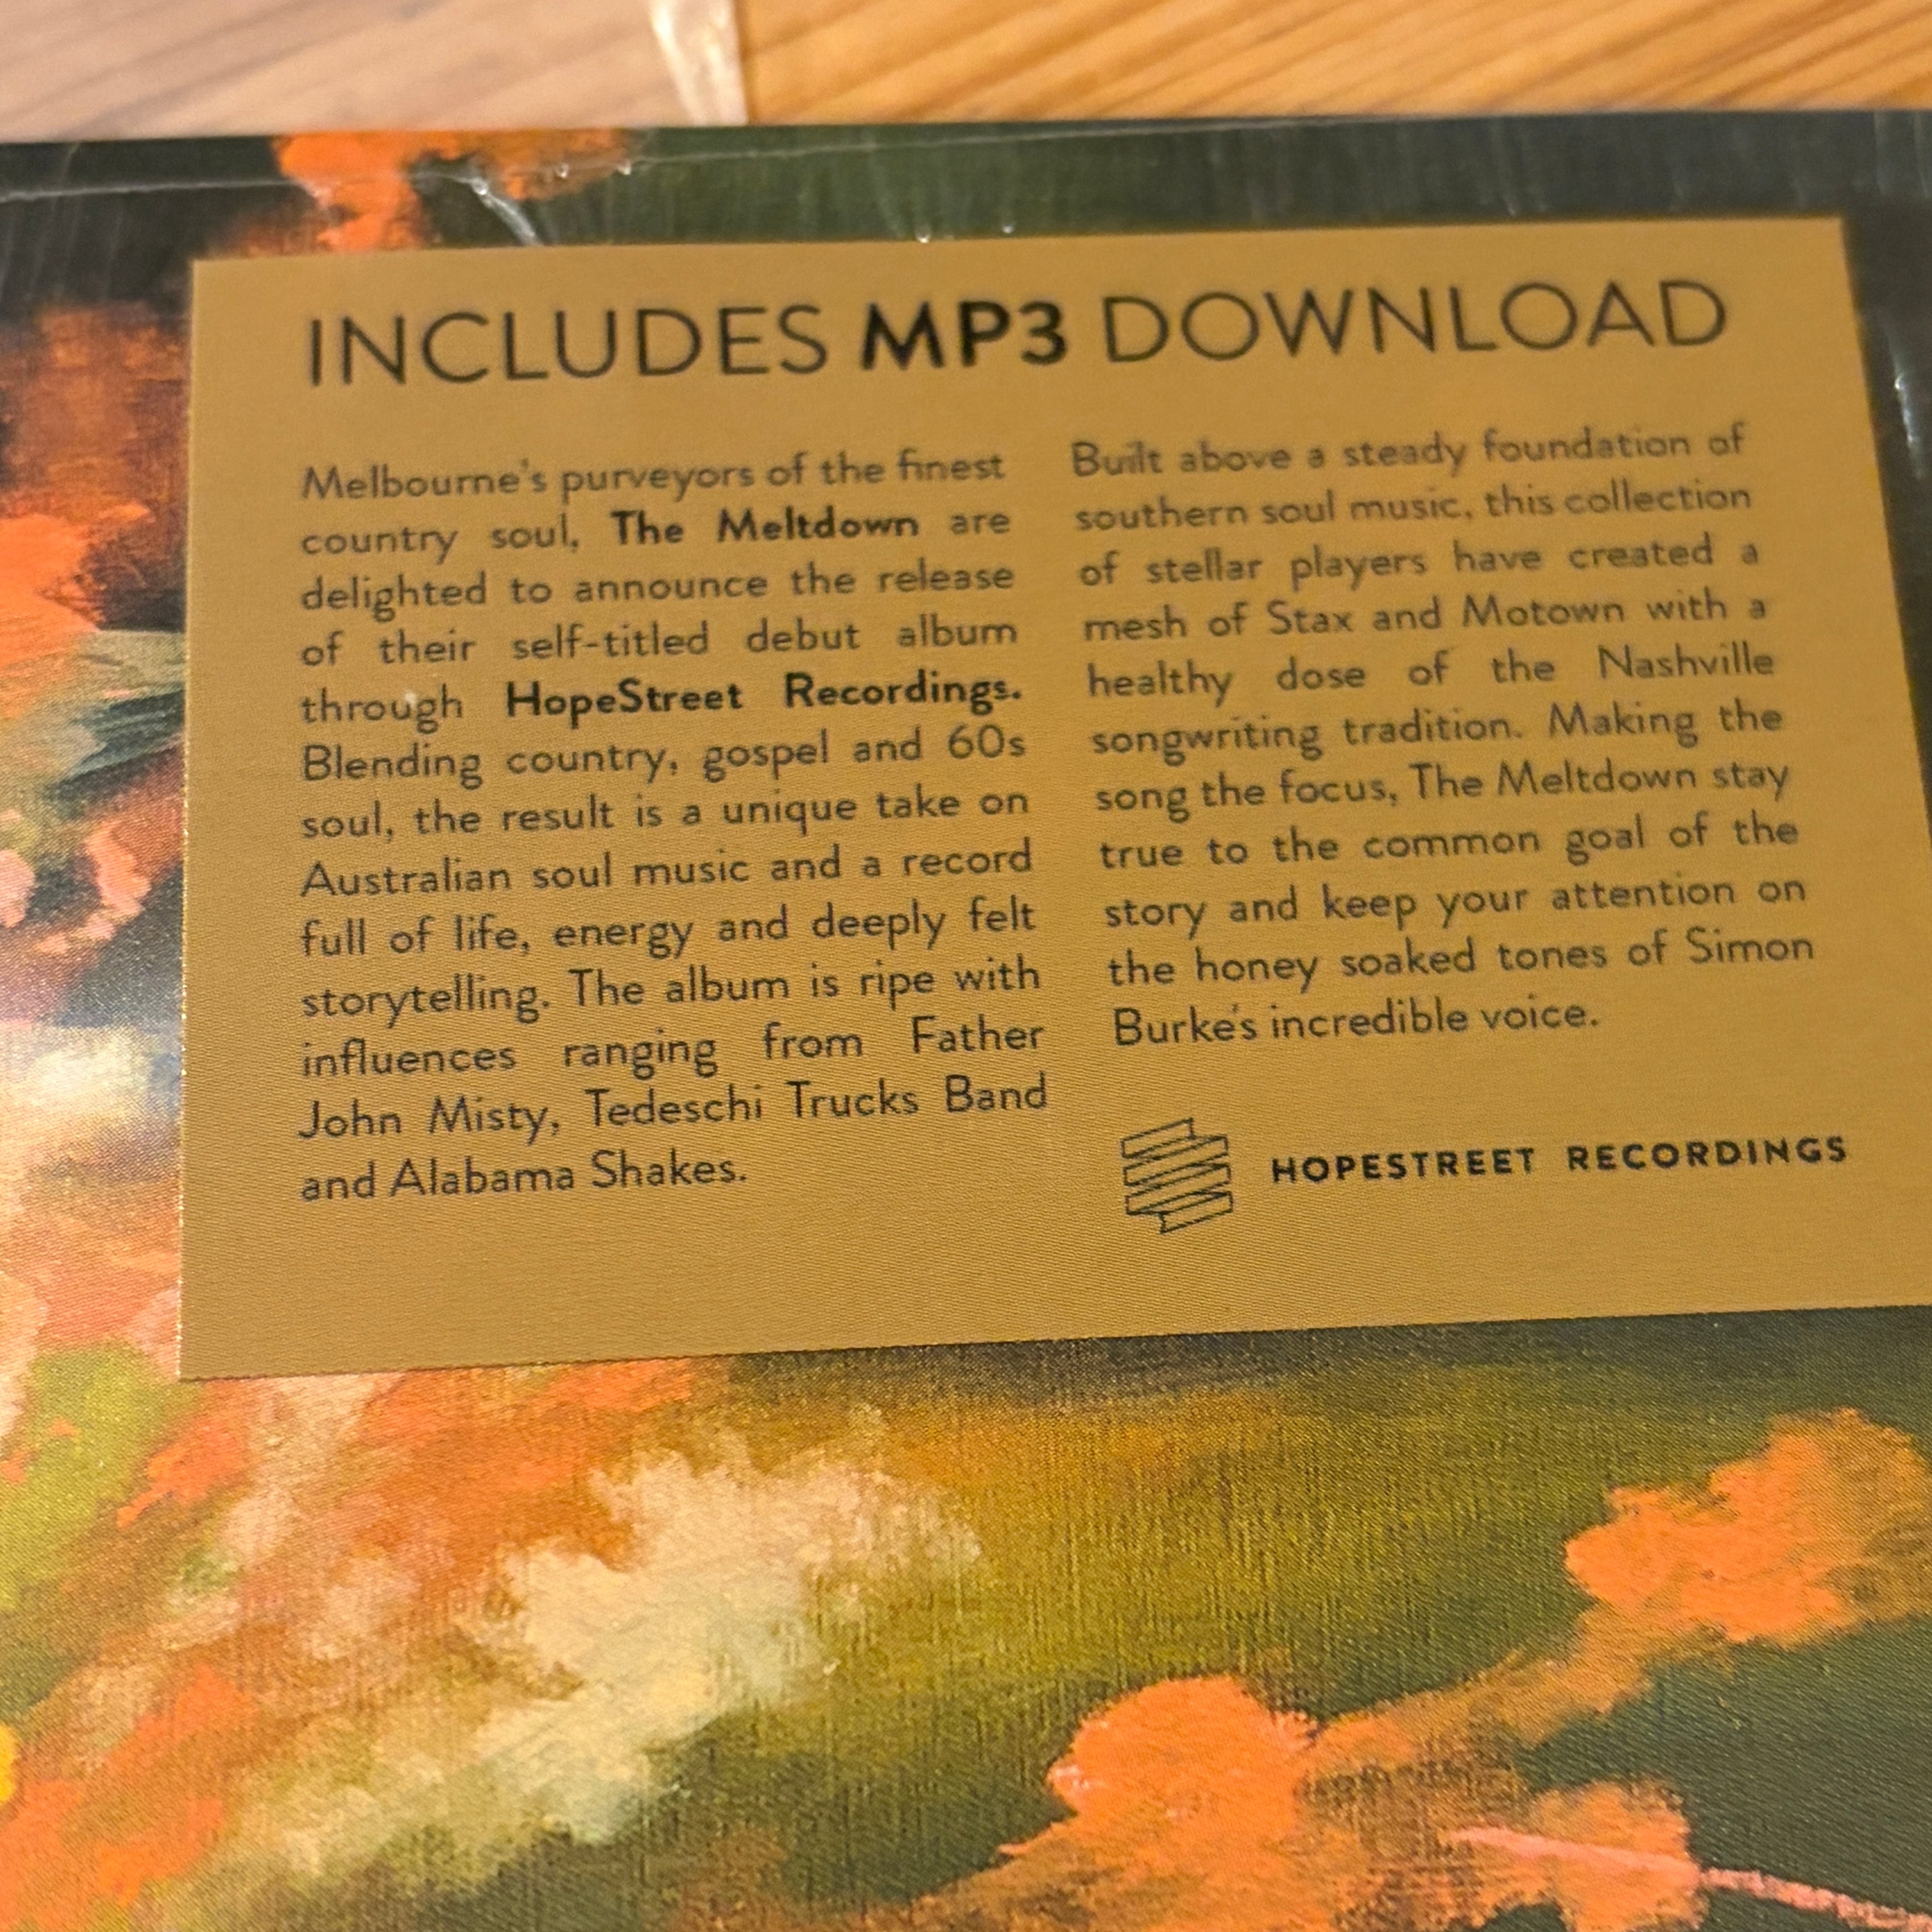 INCLUDES MP3 DOWNLOAD
Melbourne's purveyors of the finest
country soul, The Meltdown are
delighted to announce the release
of their self-titled debut album
through HopeStreet Recordings.
Blending country, gospel and 60s
soul, the result is a unique take on
Australian soul music and a record
full of life, energy and deeply felt
storytelling. The album is ripe with
influences ranging from Father
John Misty, Tedeschi Trucks Band
and Alabama Shakes.
Built above a steady foundation of
southern soul music, this collection
of stellar players have created a
mesh of Stax and Motown with a
healthy dose of the Nashville
songwriting tradition. Making the
song the focus, The Meltdown stay
true to the common goal of the
story and keep your attention on
the honey soaked tones of Simon
Burke's incredible voice.
HOPESTREET RECORDINGS